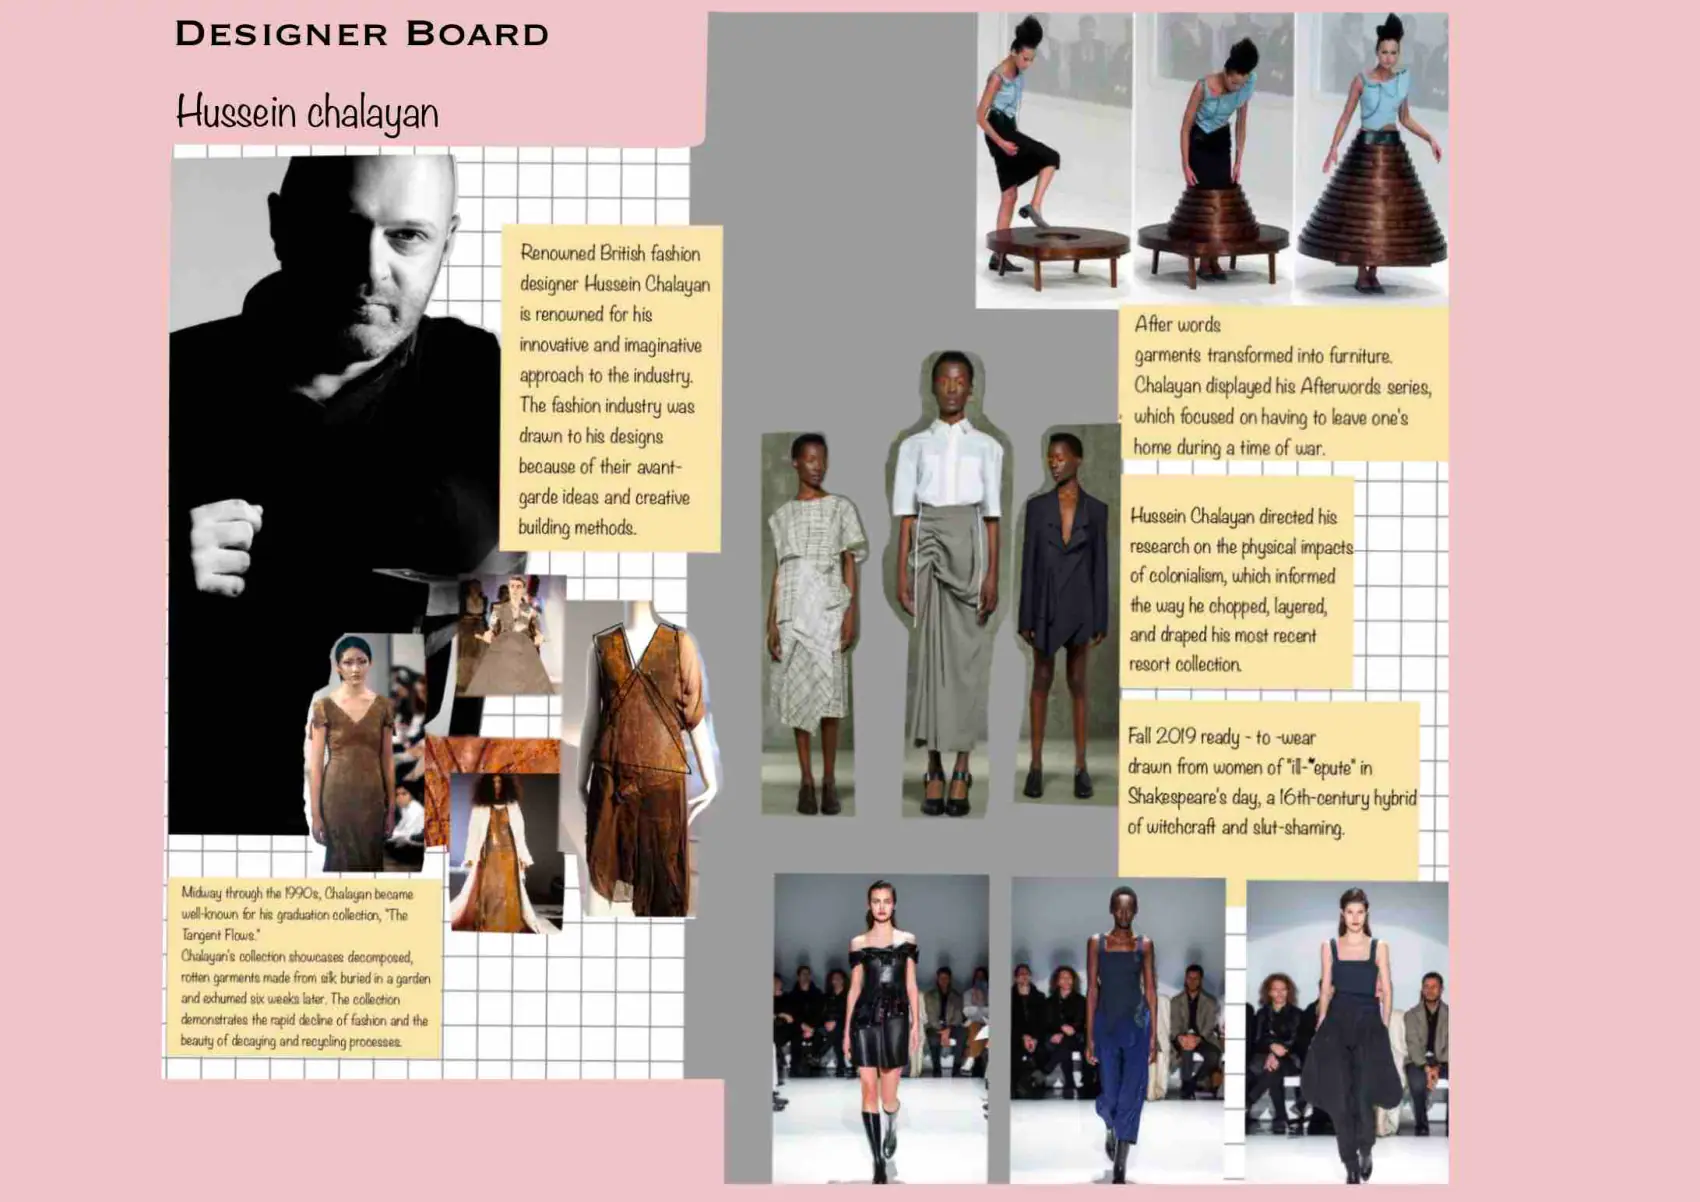 DESIGNER BOARD
Hussein chalayan
Renowned British fashion
designer Hussein Chalayan
is renowned for his
innovative and imaginative
approach to the industry.
The fashion industry was
drawn to his designs
because of their avant-
garde ideas and creative
building methods.
Midway through the 1990s, Chalayan became
well-known for his graduation collection, "The
Tangent Flows."
Chalayan's collection showcases decomposed,
rotten garments made from silk buried in a garden
and exhumed six weeks later. The collection
demonstrates the rapid decline of fashion and the
beauty of decaying and recycling processes.
After words
garments transformed into furniture.
Chalayan displayed his Afterwords series,
which focused on having to leave one's
home during a time of war.
Hussein Chalayan directed his
research on the physical impacts
of colonialism, which informed
the way he chopped, layered,
and draped his most recent
resort collection.
Fall 2019 ready - to -wear
drawn from women of "ill-"epute" in
Shakespeare's day, a 16th-century hybrid
of witchcraft and slut-shaming.